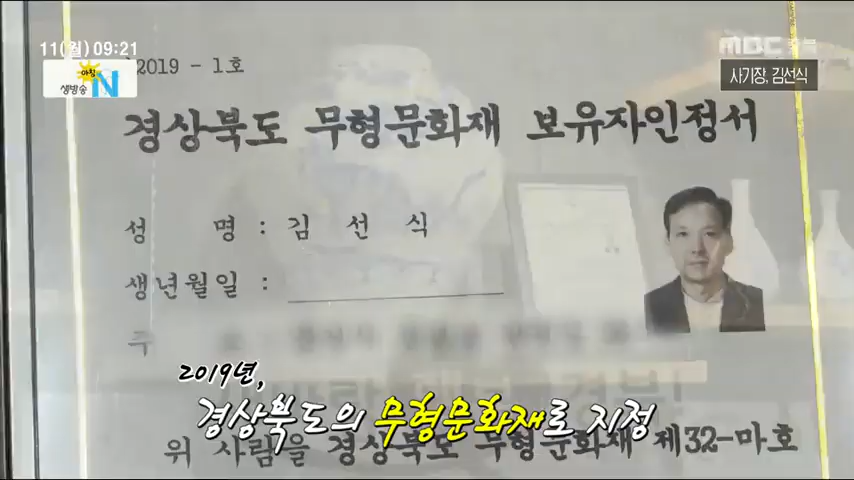 11(월) 09:21
MBC
생방송 아침 N
사기장, 김선식
2019 - 1호
경상북도 무형문화재 보유자인정서
성 명 : 김 선 식
생년월일 :
주
2019년,
경상북도의 무형문화재로 지정
위 사람을 경상북도 무형문화재 제32-마호